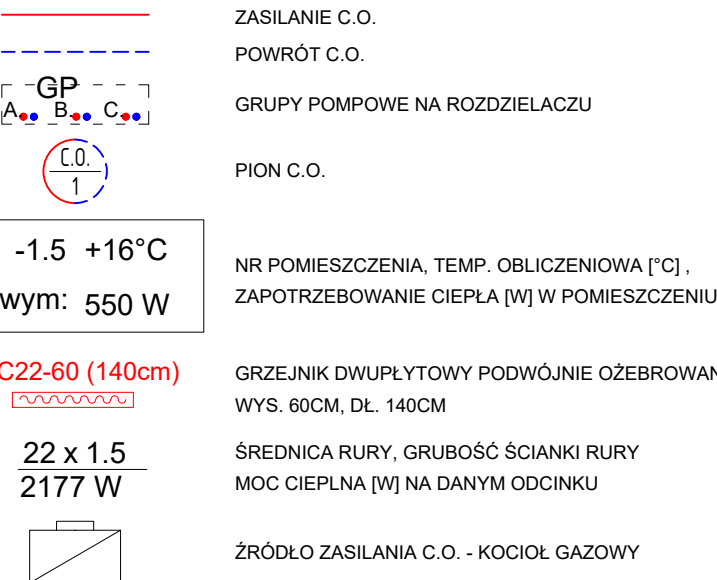 ZASILANIE C.O.
POWRÓT C.O.
GP
A. B. C.
GRUPY POMPOWE NA ROZDZIELACZU
C.O.
1
PION C.O.
-1.5 +16°C
wym: 550 W
NR POMIESZCZENIA, TEMP. OBLICZENIOWA [°C] ,
ZAPOTRZEBOWANIE CIEPŁA [W] W POMIESZCZENIU
C22-60 (140cm)
GRZEJNIK DWUPŁYTOWY PODWÓJNIE OŻEBROWAN
WYS. 60CM, DŁ. 140CM
22 x 1.5
2177 W
ŚREDNICA RURY, GRUBOŚĆ ŚCIANKI RURY
MOC CIEPLNA [W] NA DANYM ODCINKU
ŹRÓDŁO ZASILANIA C.O. - KOCIOŁ GAZOWY